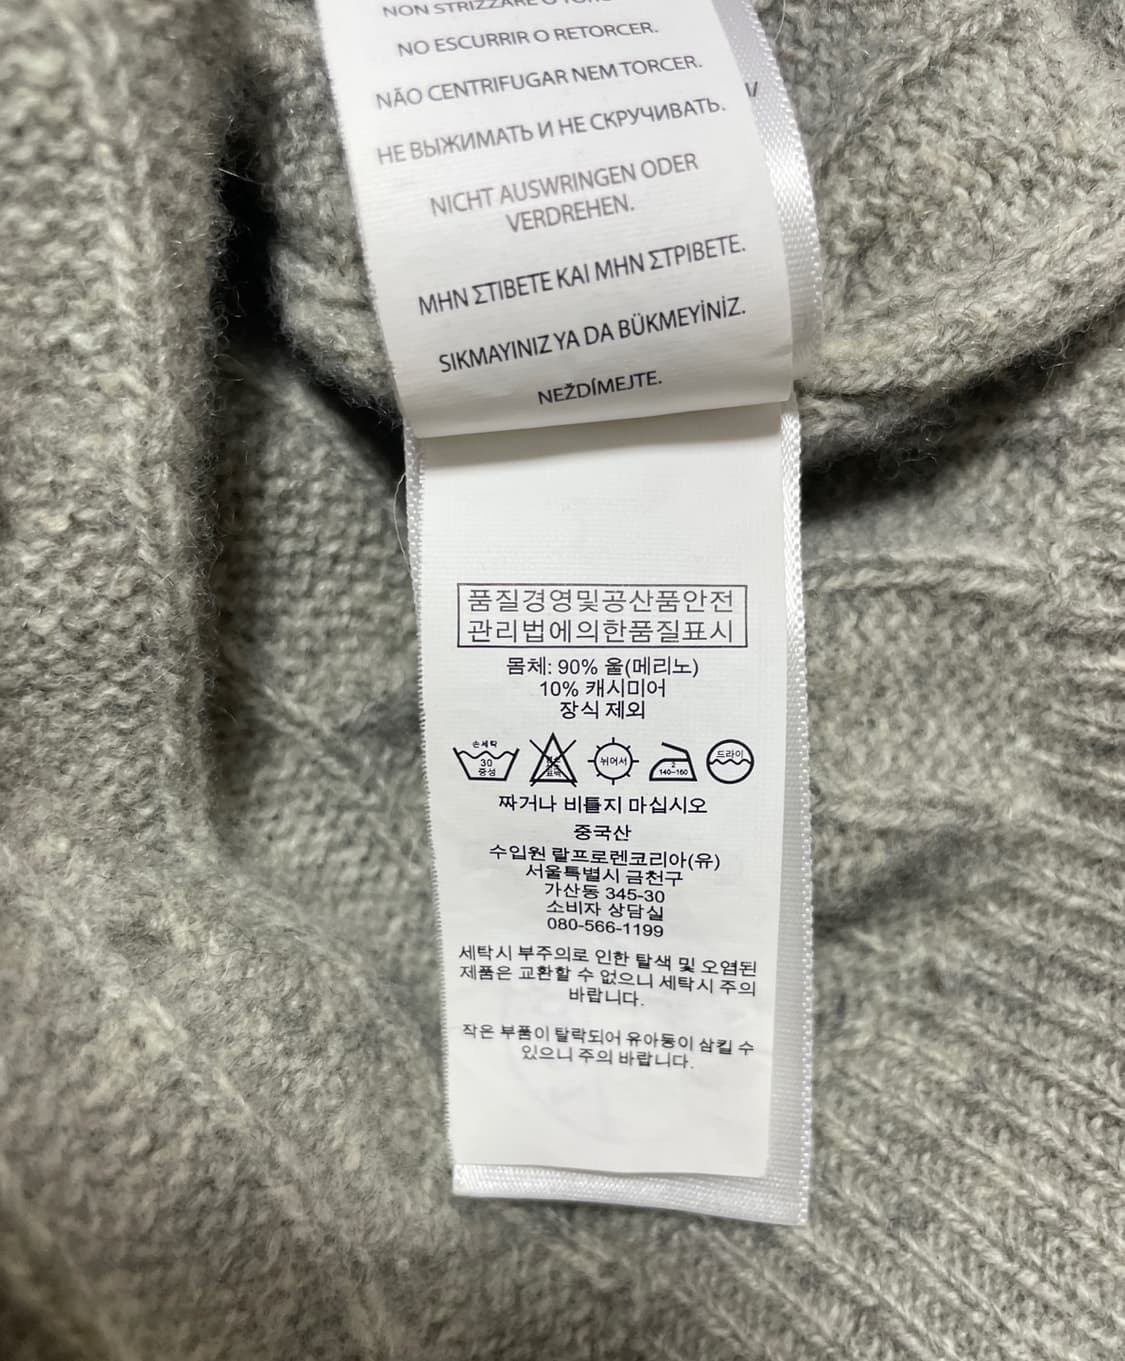 NON STRIZZARE O
NO ESCURRIR O RETORCER.
NÃO CENTRIFUGAR NEM TORCER.
НЕ ВЫЖИМАТЬ И НЕ СКРУЧИВАТЬ.
NICHT AUSWRINGEN ODER
VERDREHEN.
ΜΗΝ ΣΤΙΒΕΤΕ ΚΑΙ ΜΗΝ ΣΤΡΙΒΕΤΕ.
SIKMAYINIZ YA DA BÜKMEYİNİZ.
NEŽDÍMEJTE.
품질경영및공산품안전
관리법에의한품질표시
몸체: 90% 울(메리노)
10% 캐시미어
장식 제외
손세탁 30 중성
뉘어서
2 140-160
드라이
짜거나 비틀지 마십시오
중국산
수입원 랄프로렌코리아(유)
서울특별시 금천구
가산동 345-30
소비자 상담실
080-566-1199
세탁시 부주의로 인한 탈색 및 오염된
제품은 교환할 수 없으니 세탁시 주의
바랍니다.
작은 부품이 탈락되어 유아동이 삼킬 수
있으니 주의 바랍니다.